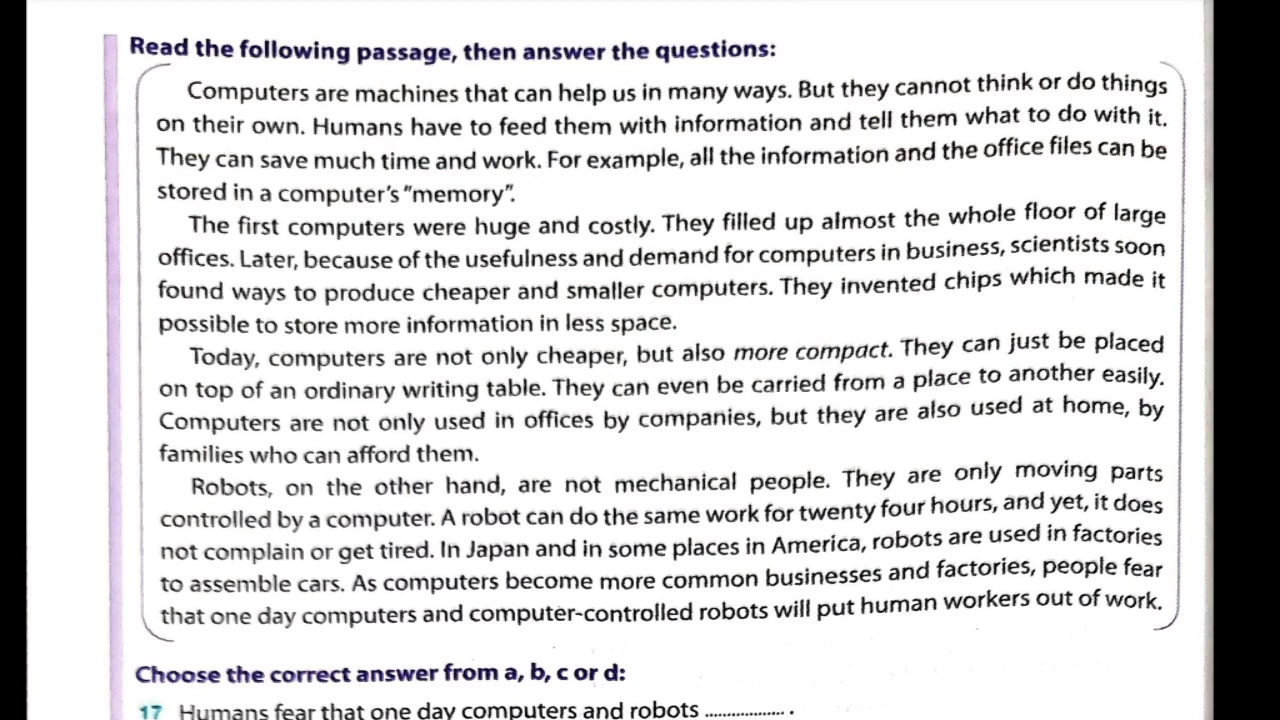 Read the following passage, then answer the questions:
Computers are machines that can help us in many ways. But they cannot think or do things
on their own. Humans have to feed them with information and tell them what to do with it.
They can save much time and work. For example, all the information and the office files can be
stored in a computer's "memory".
The first computers were huge and costly. They filled up almost the whole floor of large
offices. Later, because of the usefulness and demand for computers in business, scientists soon
found ways to produce cheaper and smaller computers. They invented chips which made it
possible to store more information in less space.
Today, computers are not only cheaper, but also more compact. They can just be placed
on top of an ordinary writing table. They can even be carried from a place to another easily.
Computers are not only used in offices by companies, but they are also used at home, by
families who can afford them.
Robots, on the other hand, are not mechanical people. They are only moving parts
controlled by a computer. A robot can do the same work for twenty four hours, and yet, it does
not complain or get tired. In Japan and in some places in America, robots are used in factories
to assemble cars. As computers become more common businesses and factories, people fear
that one day computers and computer-controlled robots will put human workers out of work.
Choose the correct answer from a, b, c or d:
17 Humans fear that one day computers and robots .................. .